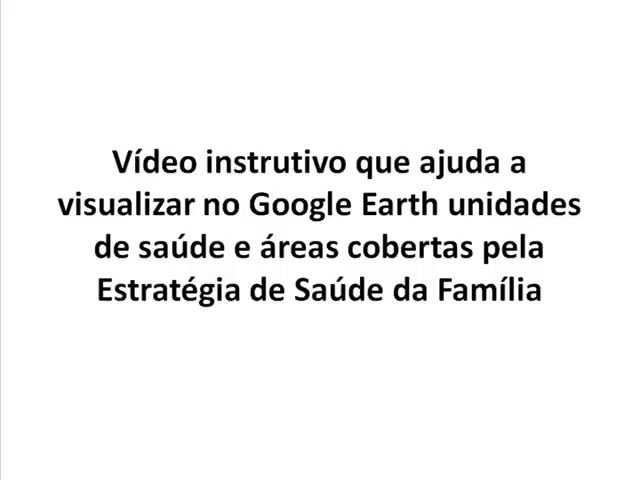 Vídeo instrutivo que ajuda a
visualizar no Google Earth unidades
de saúde e áreas cobertas pela
Estratégia de Saúde da Família